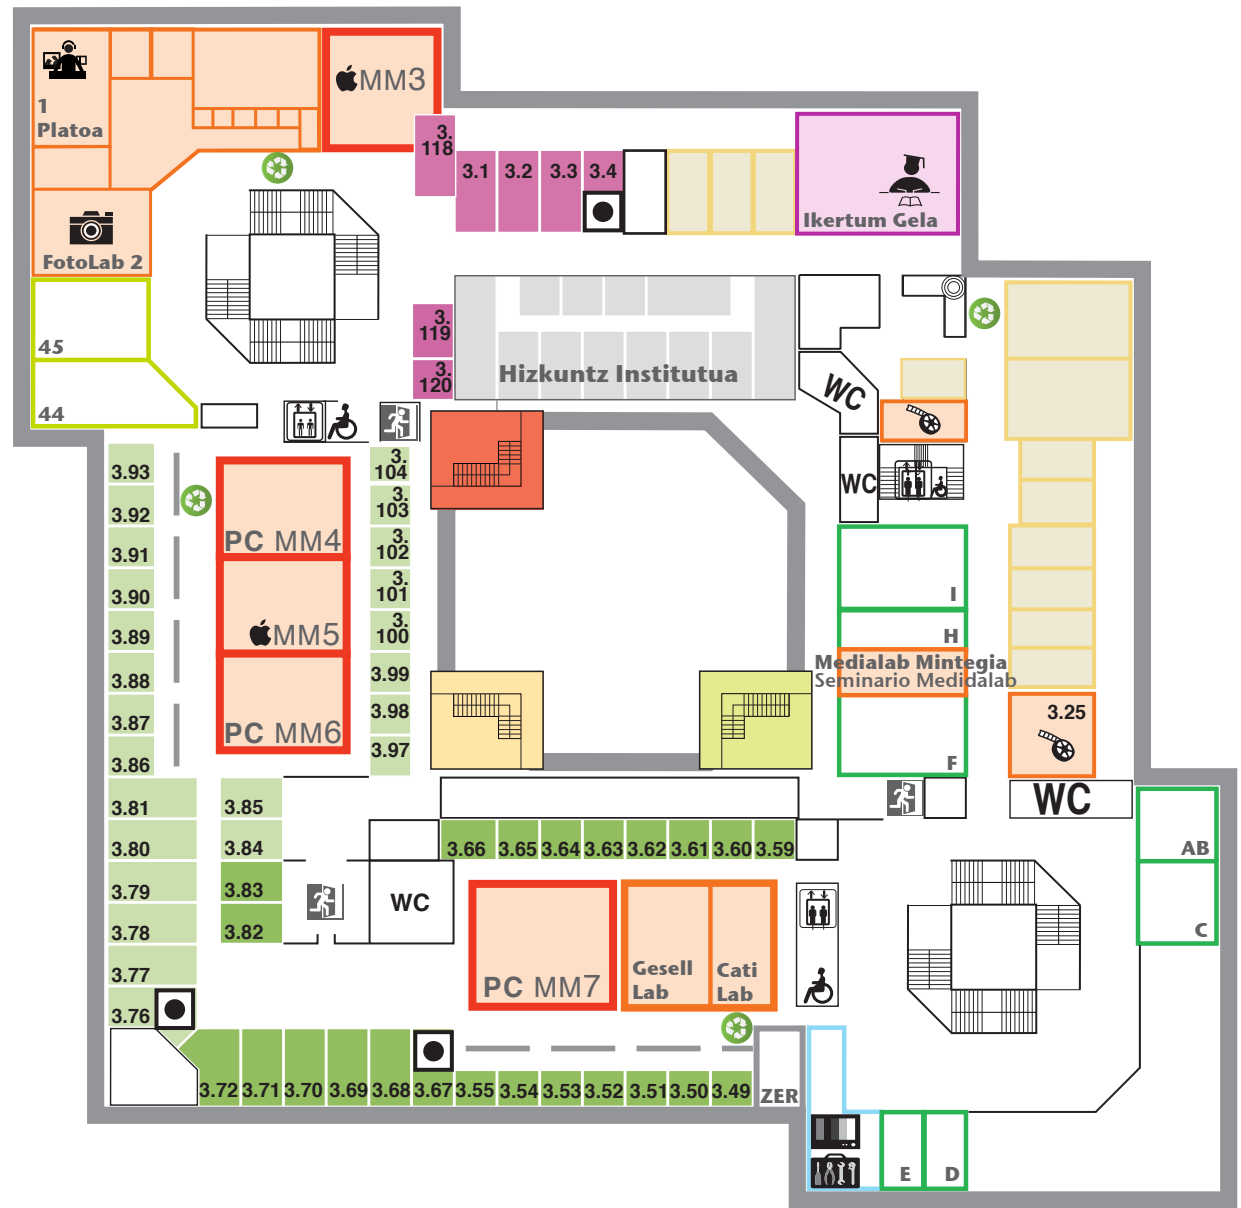 MM3
1
Platoa
3.
118
3.1
3.2
3.3
3.4
Ikertum Gela
FotoLab 2
45
44
3.
119
3.
120
Hizkuntz Institutua
WC
WC
3.93
3.92
3.91
3.90
3.89
3.88
3.87
3.86
PC MM4
MM5
PC MM6
3.
104
3.
103
3.
102
3.
101
3.
100
3.99
3.98
3.97
I
H
Medialab Mintegia
Seminario Medidalab
F
3.25
WC
AB
C
3.81
3.80
3.79
3.78
3.77
3.76
3.85
3.84
3.83
3.82
WC
3.66
3.65
3.64
3.63
3.62
3.61
3.60
3.59
PC MM7
Gesell
Lab
Cati
Lab
3.72
3.71
3.70
3.69
3.68
3.67
3.55
3.54
3.53
3.52
3.51
3.50
3.49
ZER
E
D